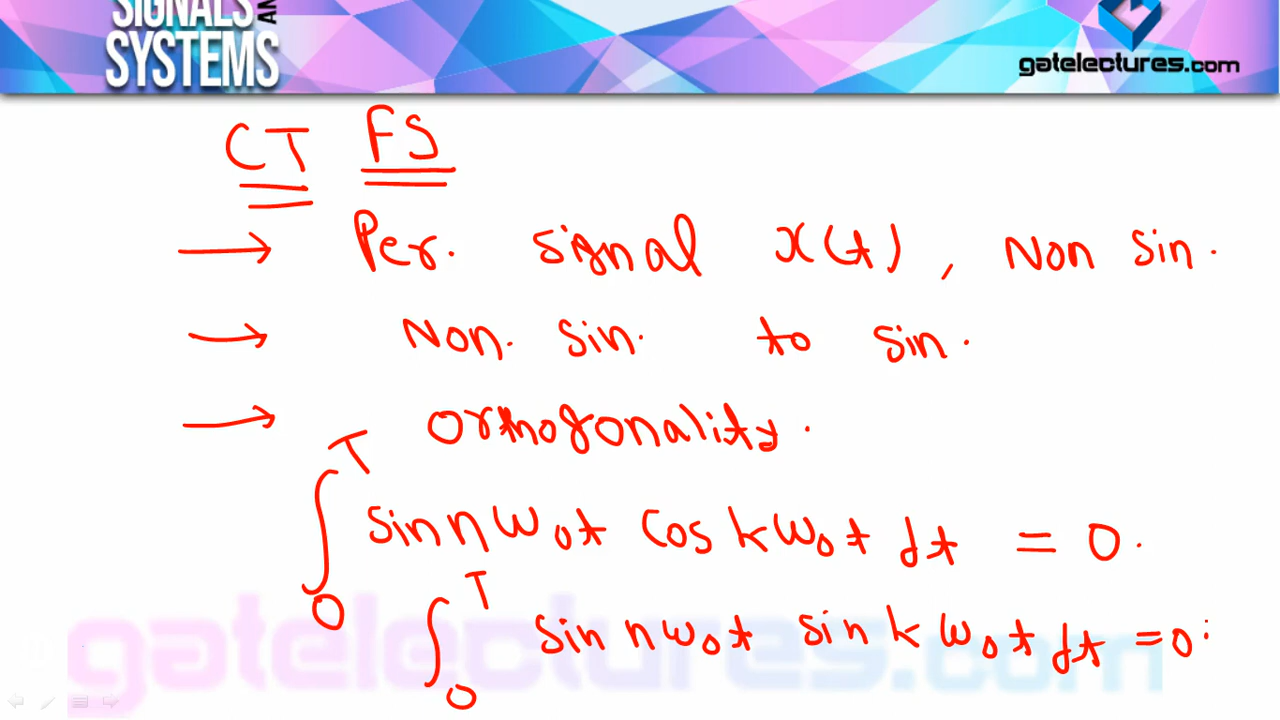 SIGNALS AN
SYSTEMS
gatelectures.com
CT FS
→ Per. signal x(t), Non sin.
→ Non. sin. to sin.
→ orthogonality.
∫₀ᵀ sin nω₀t cos kω₀t dt = 0.
∫₀ᵀ sin nω₀t sin kω₀t dt = 0
gatelectures.com